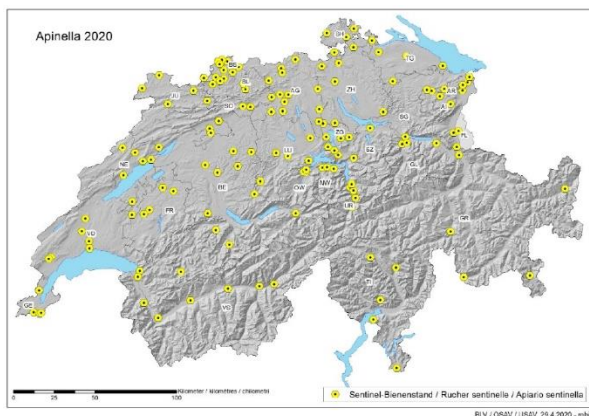 Apinella 2020
SH
BS
TG
BL
JU
AG
ZH
AR
AI
SO
SG
ZG
LU
SZ
FL
NE
GL
BE
OW
NW
FR
UR
GR
VD
TI
GE
VS
Kilometer / kilomètres / chilometri
0
100
Sentinel-Bienenstand / Rucher sentinelle / Apiario sentinella
BLV / OSAV / USAV, 29.4.2020 -